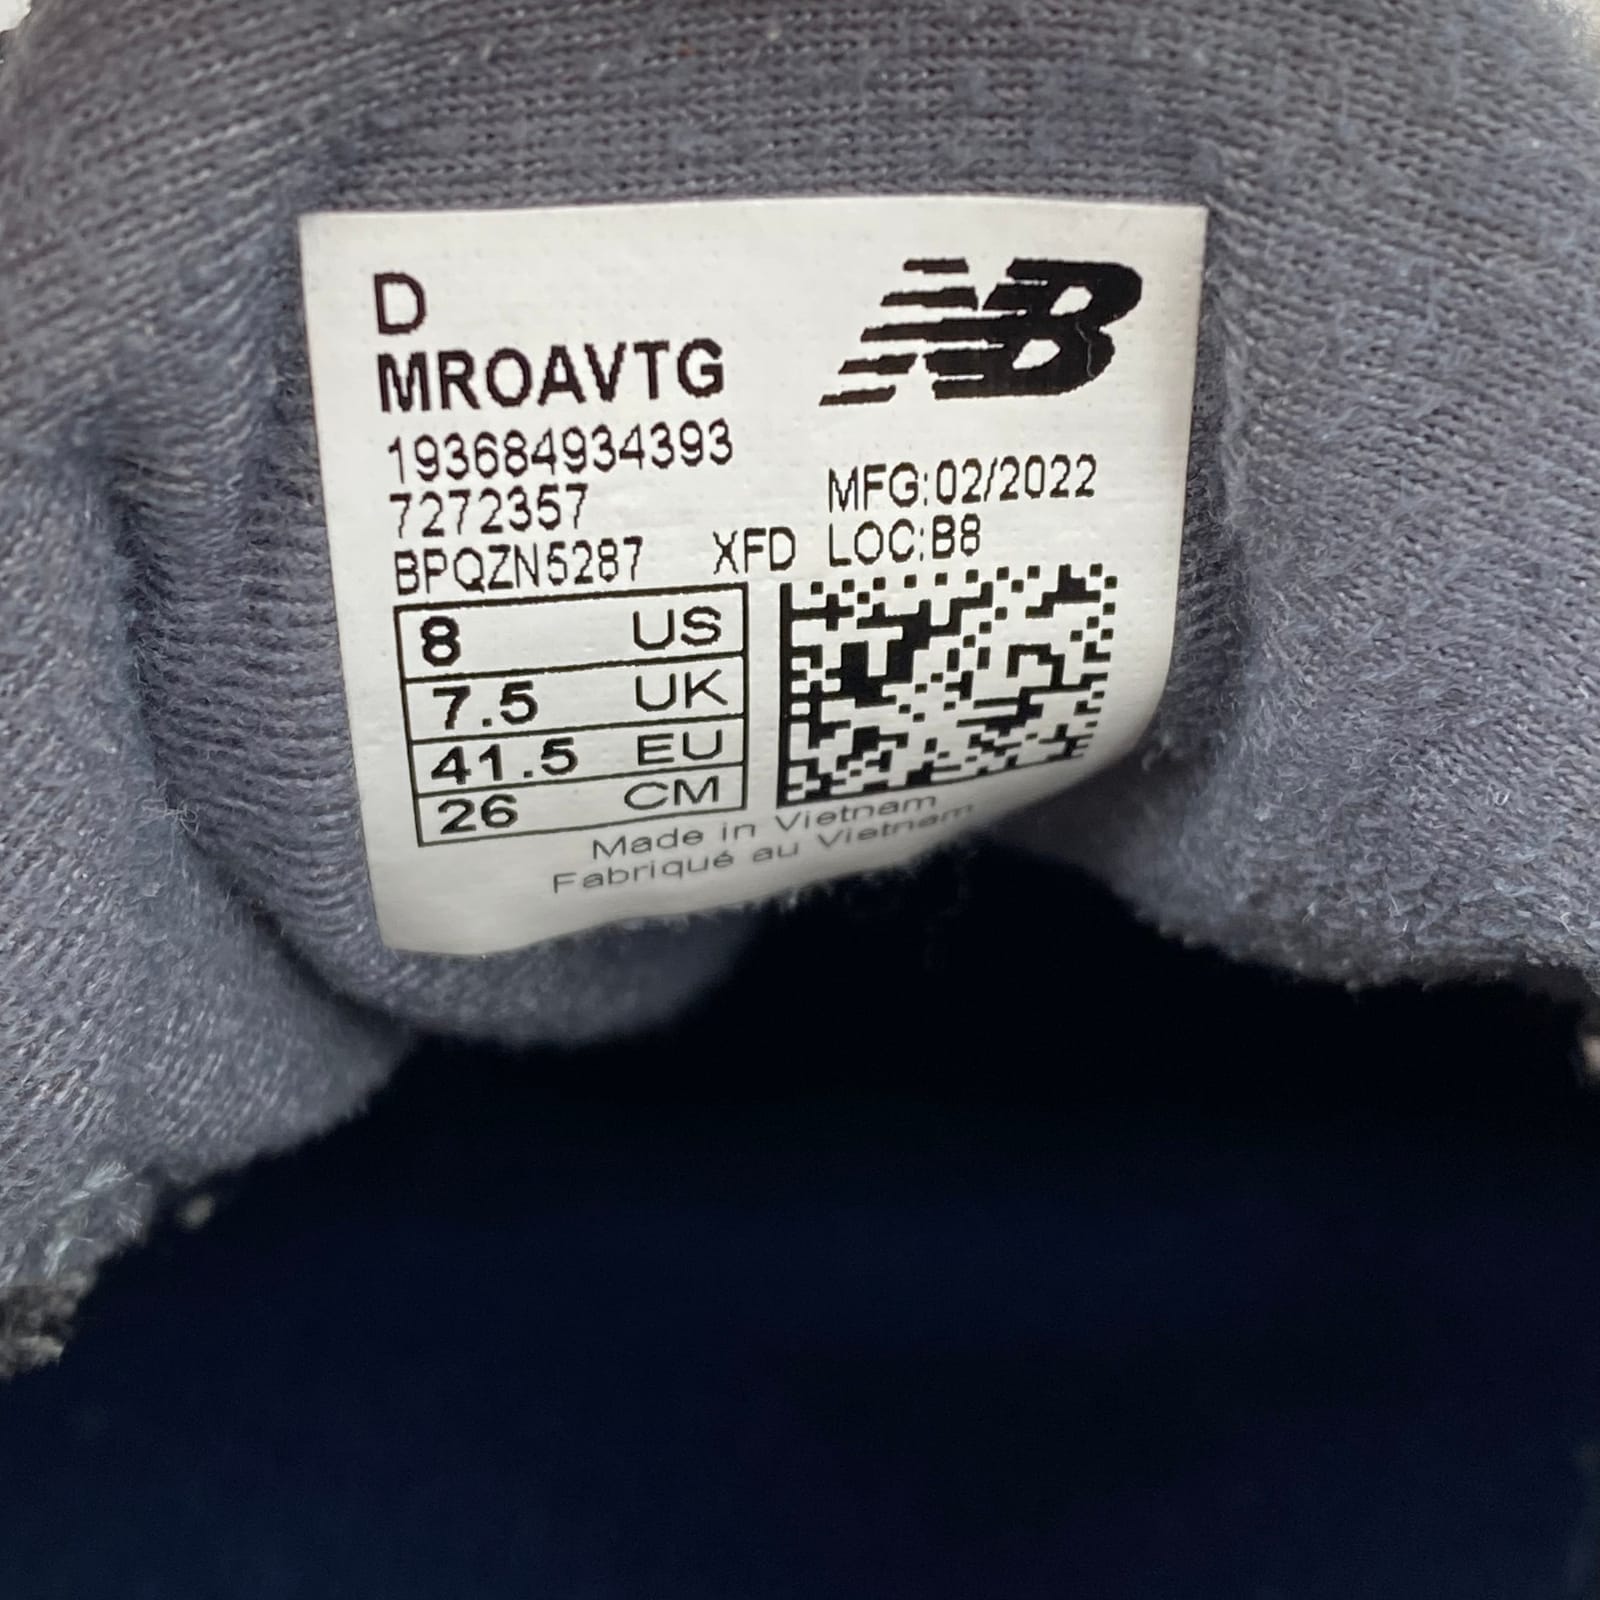 D
MROAVTG
193684934393
7272357
BPQZN5287 XFD
NB
MFG:02/2022
LOC:B8
8 US
7.5 UK
41.5 EU
26 CM
Made in Vietnam
Fabriqué au Vietnam